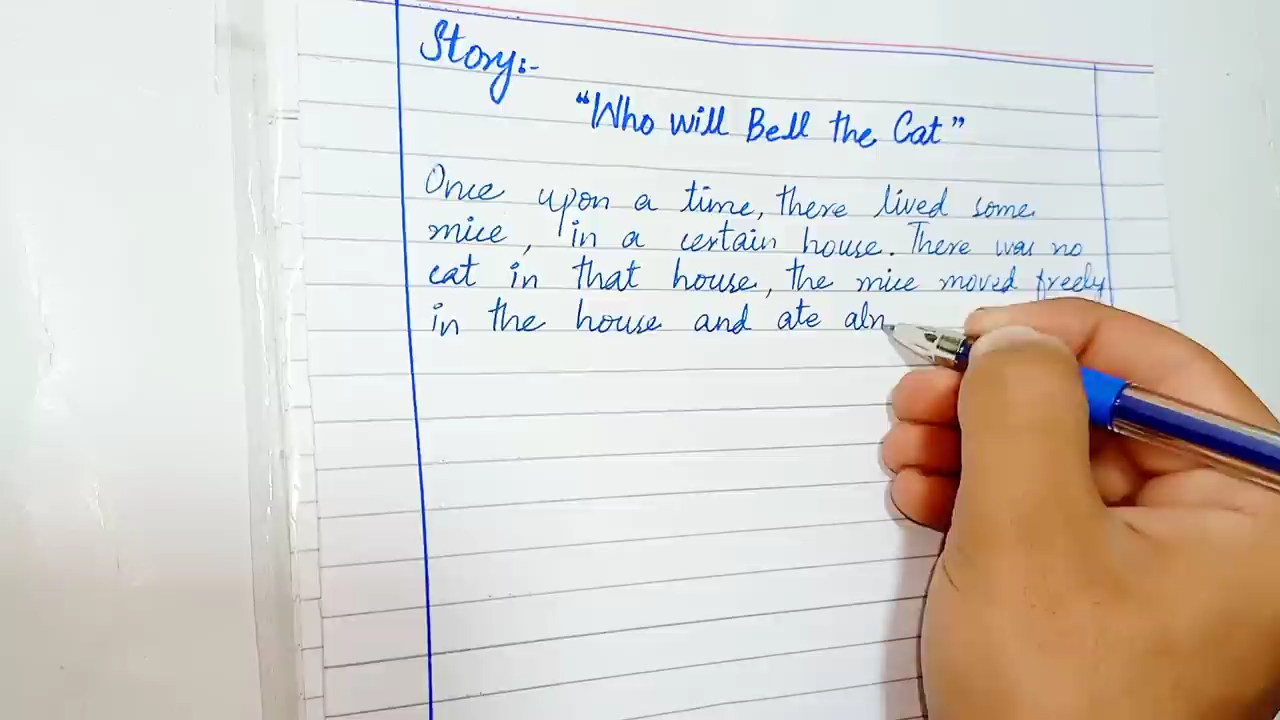 Story:-
"Who will Bell the Cat"
Once upon a time, there lived some
mice, in a certain house. There was no
cat in that house, the mice moved freely
in the house and ate alm